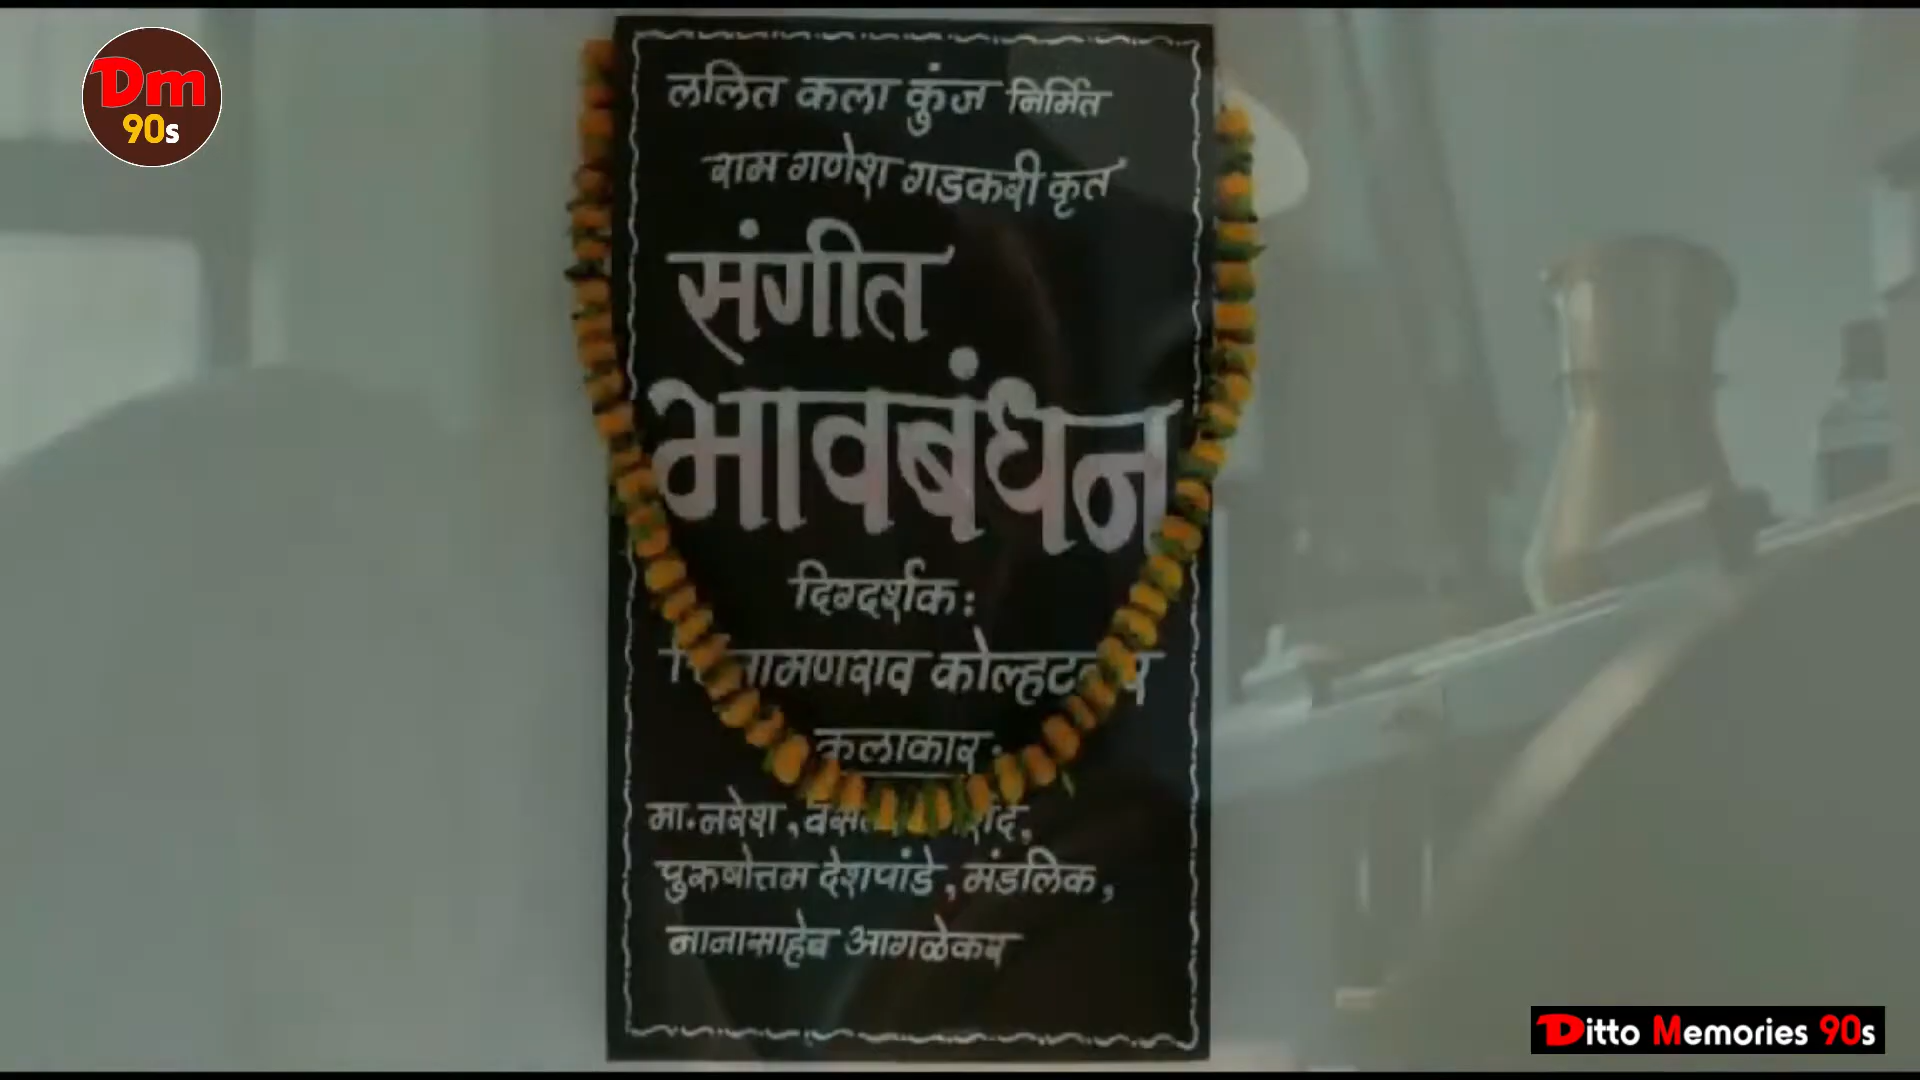 Dm
90s
ललित कला कुंज निर्मित
राम गणेश गडकरी कृत
संगीत
भावबंधन
दिग्दर्शक:
कोल्हटकर
कलाकार:
मा. नरेश,
पुरुषोत्तम देशपांडे, मंडलिक,
नानासाहेब आगळेकर
Ditto Memories 90s